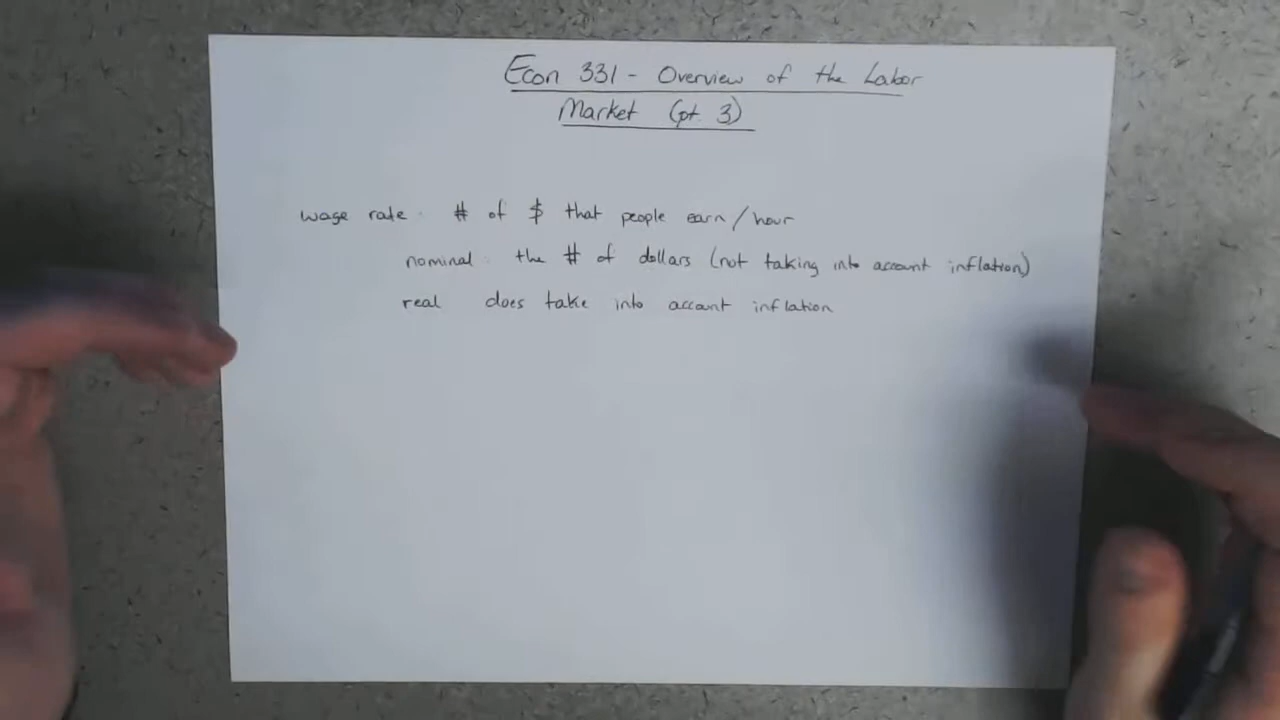 Econ 331 - Overview of the Labor
Market (pt. 3)
wage rate: # of $ that people earn/hour
nominal: the # of dollars (not taking into account inflation)
real does take into account inflation